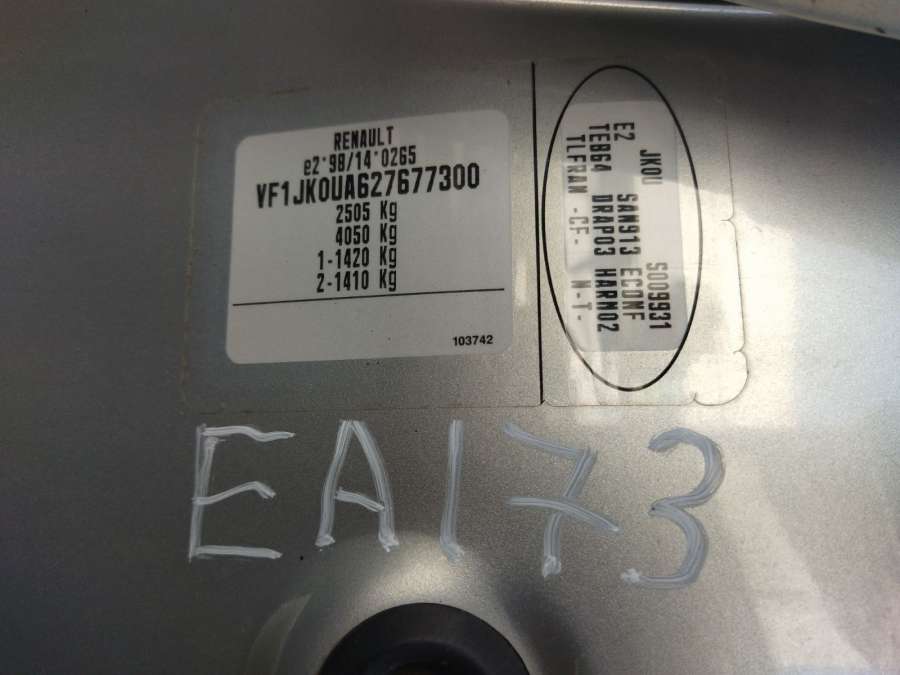 RENAULT
e2*98/14*0265
VF1JK0UA627677300
2505 Kg
4050 Kg
1-1420 Kg
2-1410 Kg
103742
JK0U S009931
E2 SAN913 ECONF
TEB64 DRAP03 HARM02
TLFRAN -CF- N-T-
EA173